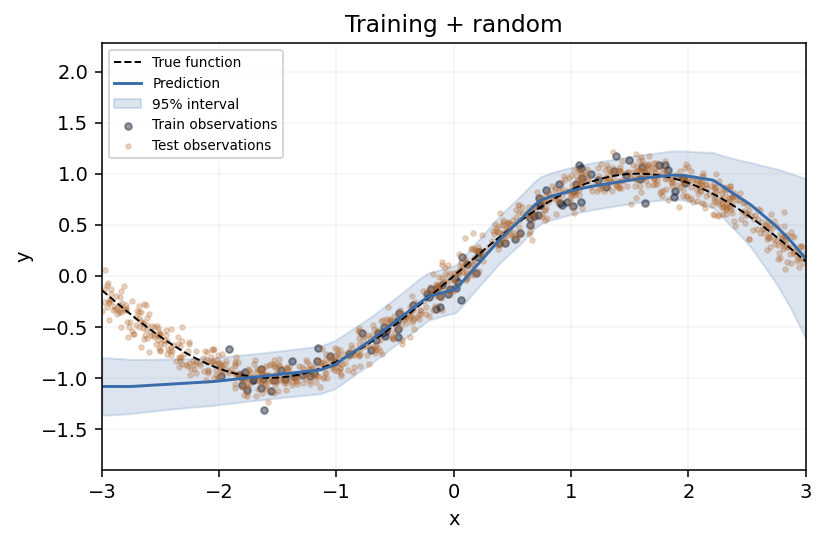 Training + random
True function
Prediction
95% interval
Train observations
Test observations
y
2.0
1.5
1.0
0.5
0.0
−0.5
−1.0
−1.5
−3 −2 −1 0 1 2 3
x